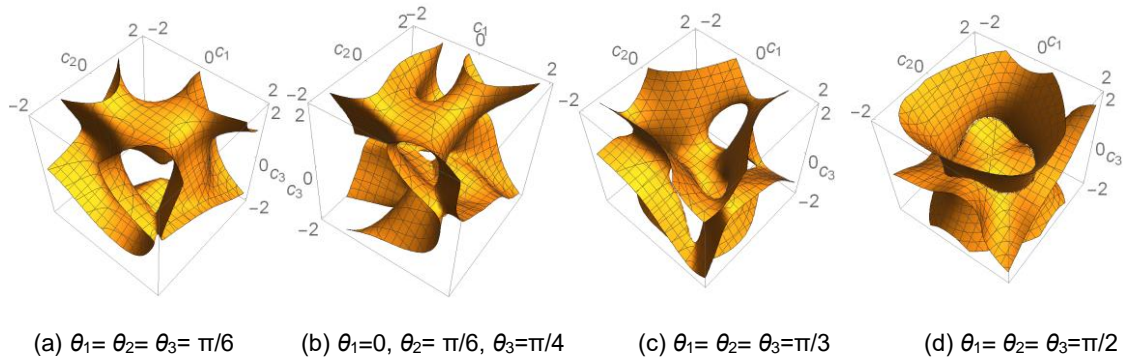 2 -2 0 c1 c2 0 -2 2 2 0 c3 -2
2 -2 c1 0 c2 0 2 -2 2 c3 0 -2
2 -2 0 c1 c2 0 -2 2 2 0 c3 -2
2 -2 0 c1 c2 0 -2 2 2 0 c3 -2
(a) θ1= θ2= θ3= π/6
(b) θ1=0, θ2= π/6, θ3=π/4
(c) θ1= θ2= θ3=π/3
(d) θ1= θ2= θ3=π/2